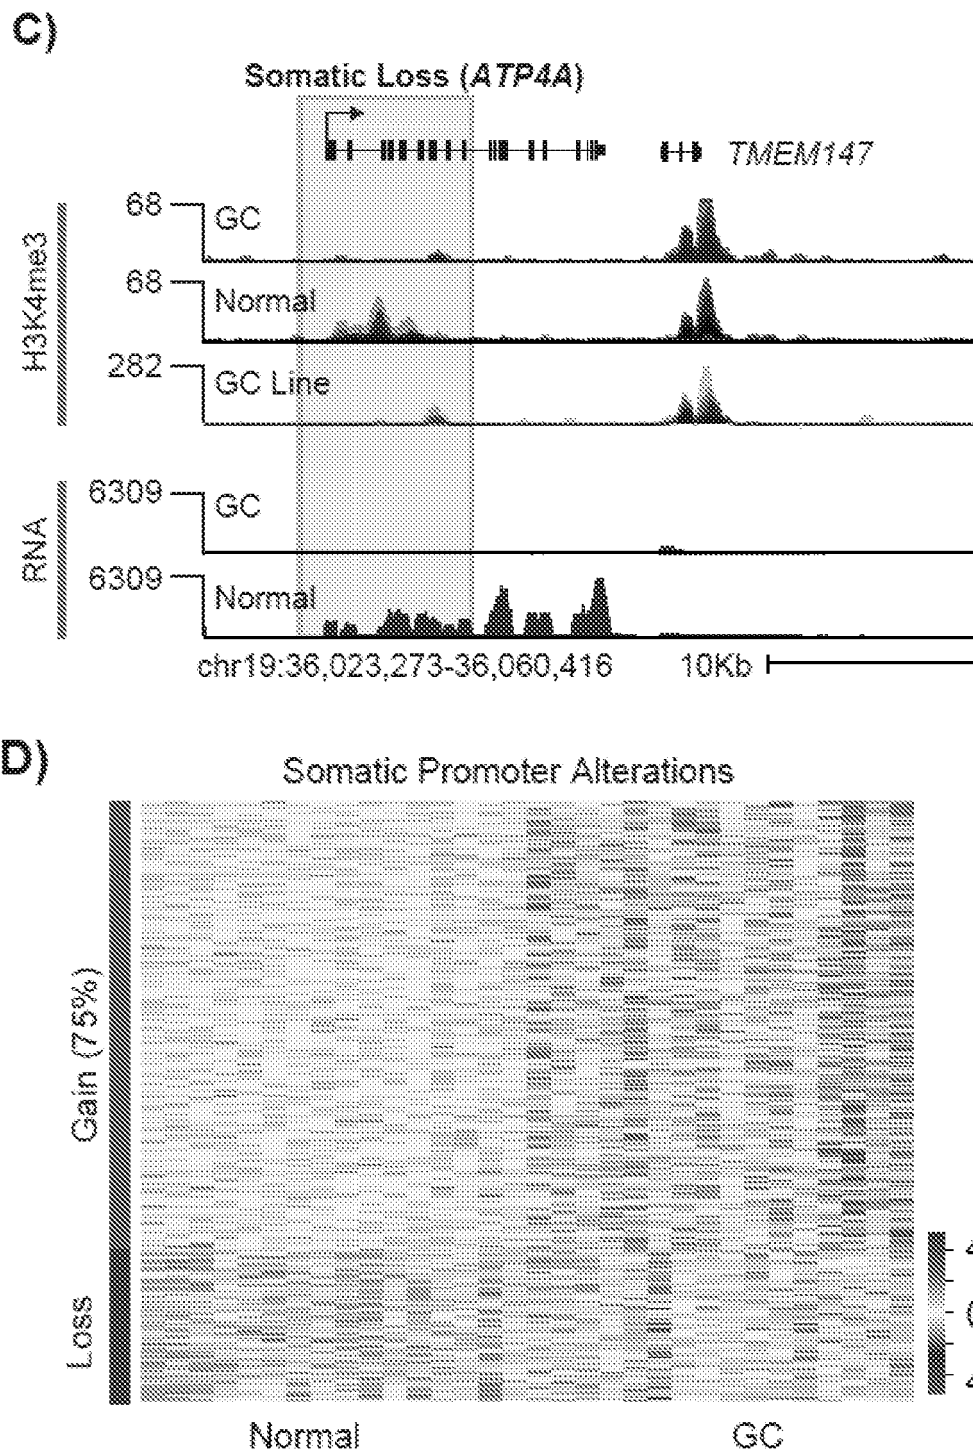 C)
Somatic Loss (ATP4A)
TMEM147
H3K4me3
68
GC
68
Normal
282
GC Line
RNA
6309
GC
6309
Normal
chr19:36,023,273-36,060,416
10Kb
D)
Somatic Promoter Alterations
Gain (75%)
Loss
Normal
GC